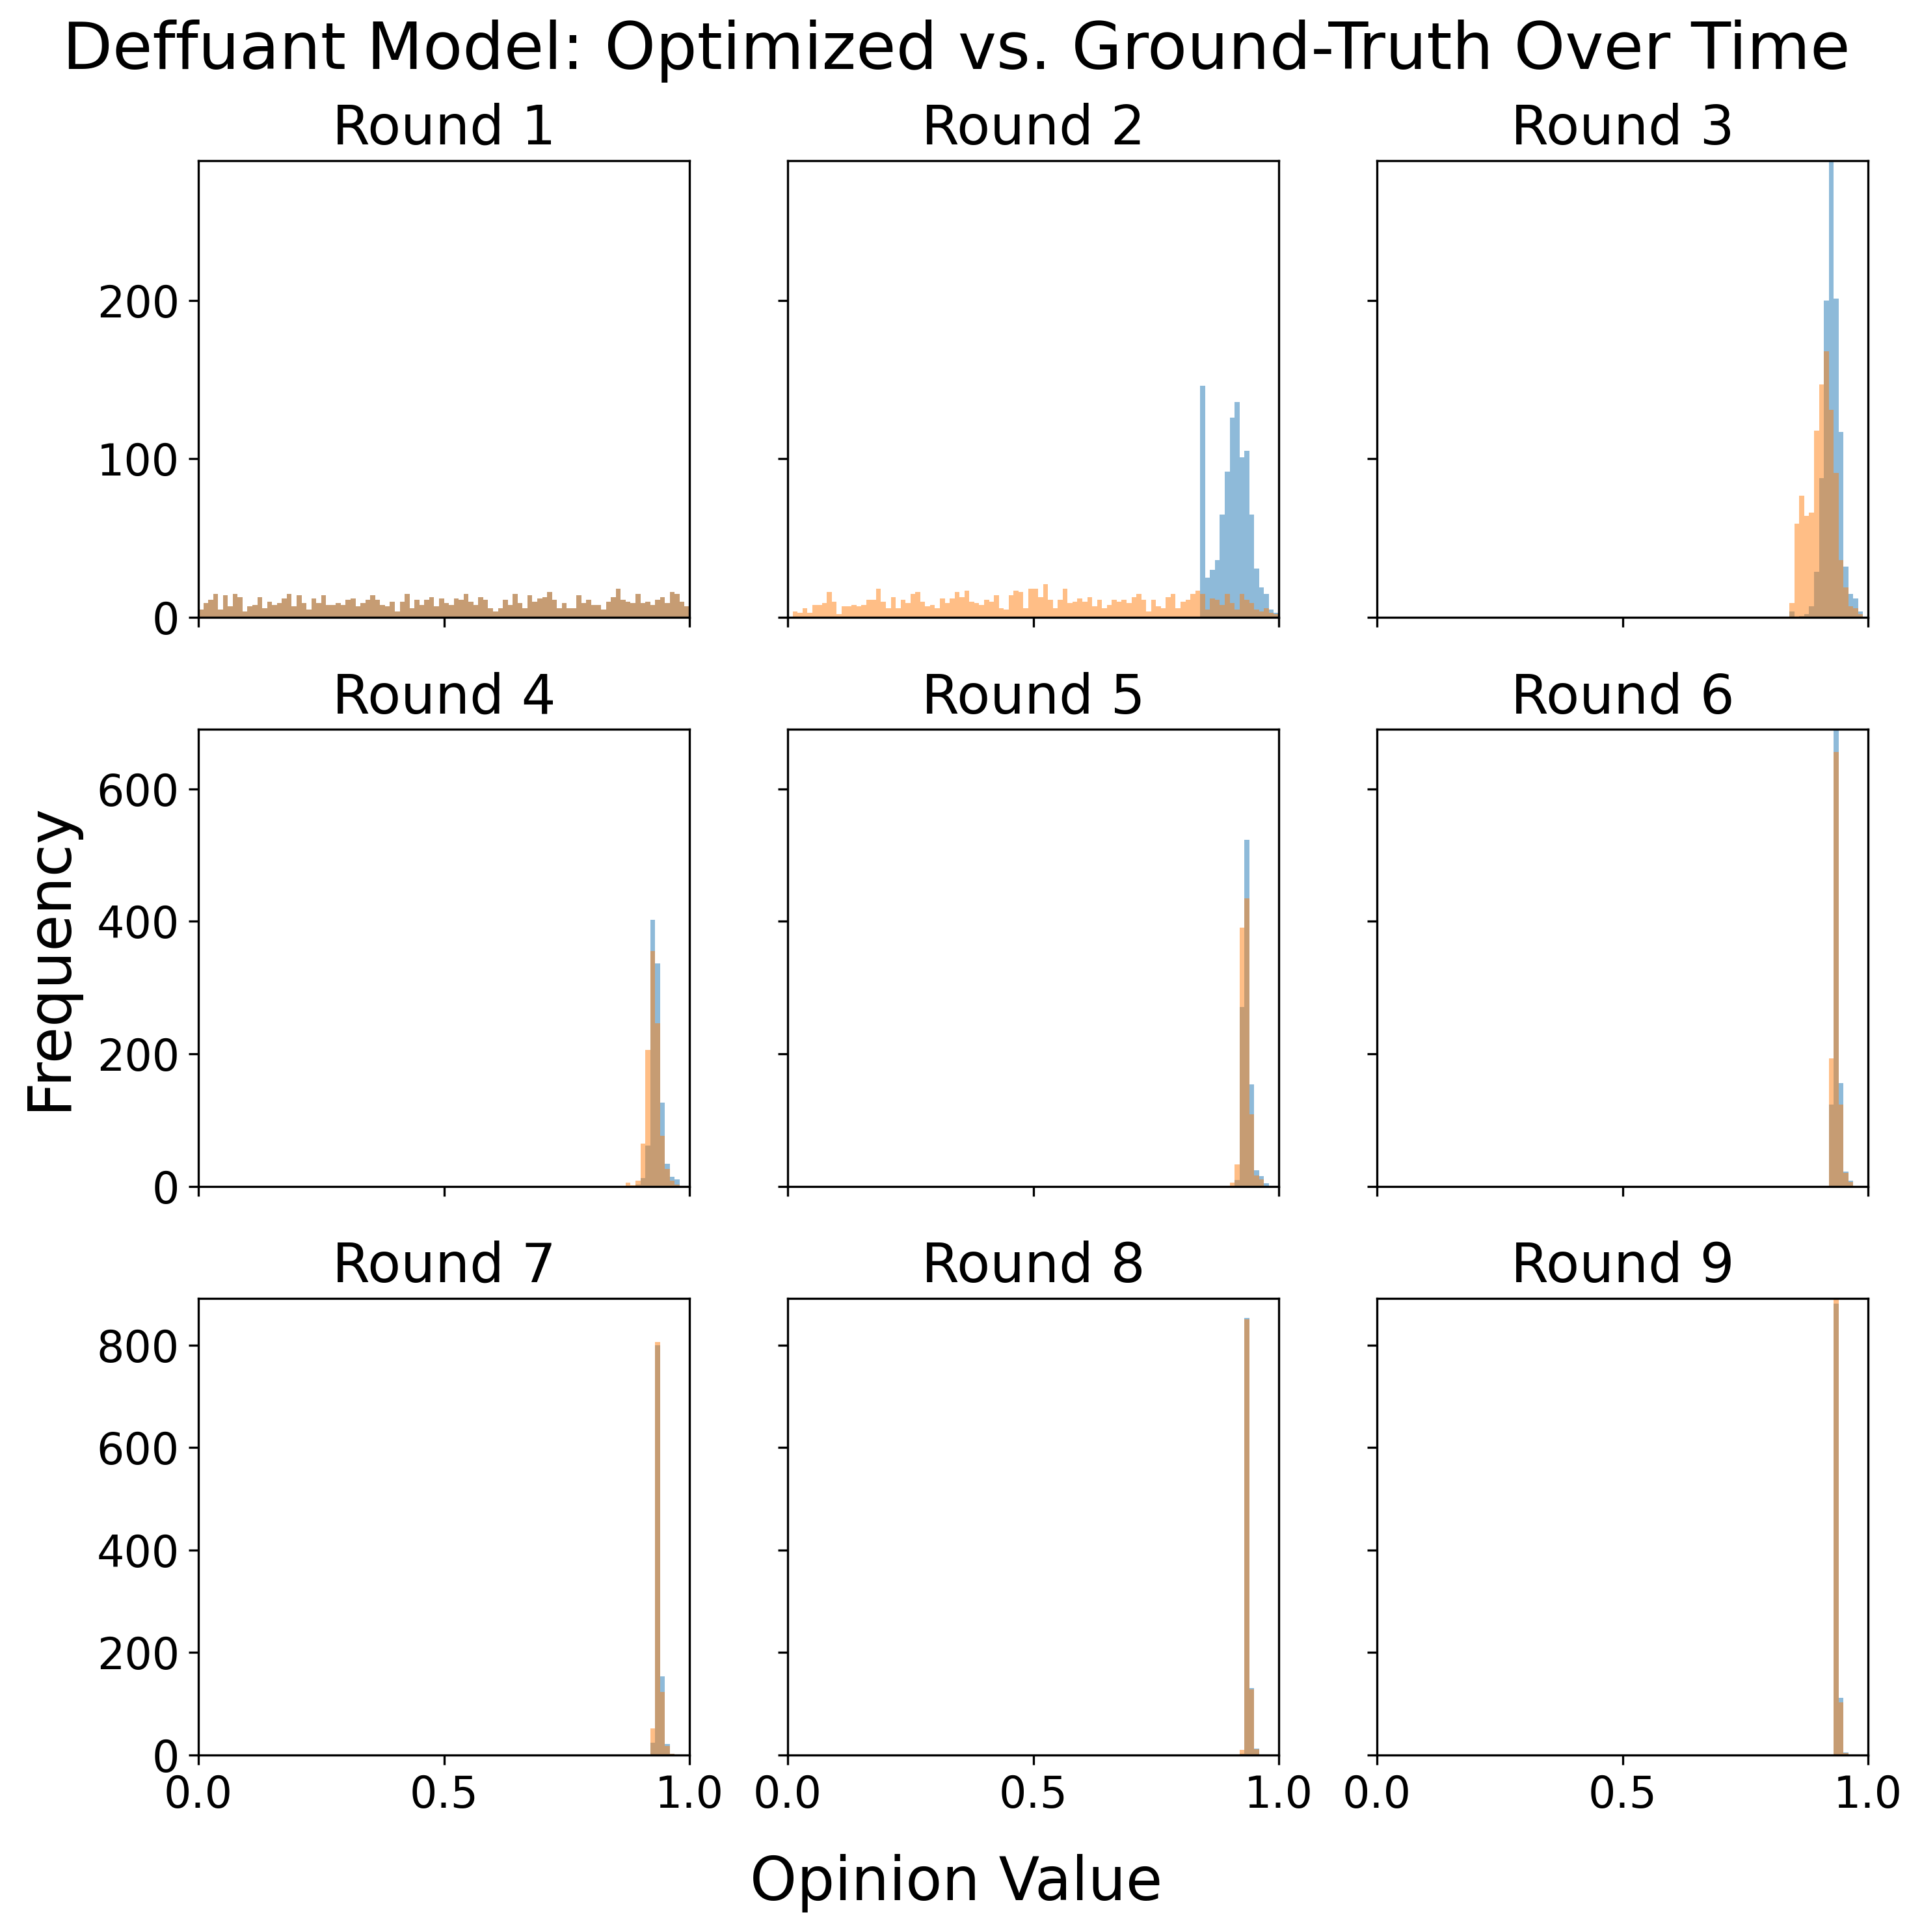 Deffuant Model: Optimized vs. Ground-Truth Over Time
Round 1
Round 2
Round 3
200
100
0
Round 4
Round 5
Round 6
Frequency
600
400
200
0
Round 7
Round 8
Round 9
800
600
400
200
0
0.0 0.5 1.0 0.0 0.5 1.0 0.0 0.5 1.0
Opinion Value